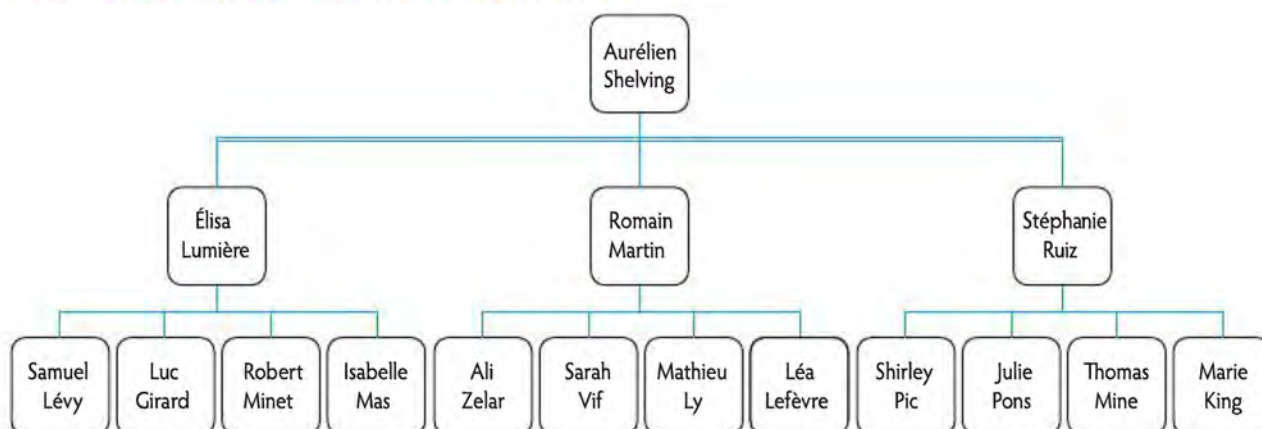 Aurélien
Shelving
Élisa
Lumière
Romain
Martin
Stéphanie
Ruiz
Samuel
Lévy
Luc
Girard
Robert
Minet
Isabelle
Mas
Ali
Zelar
Sarah
Vif
Mathieu
Ly
Léa
Lefèvre
Shirley
Pic
Julie
Pons
Thomas
Mine
Marie
King